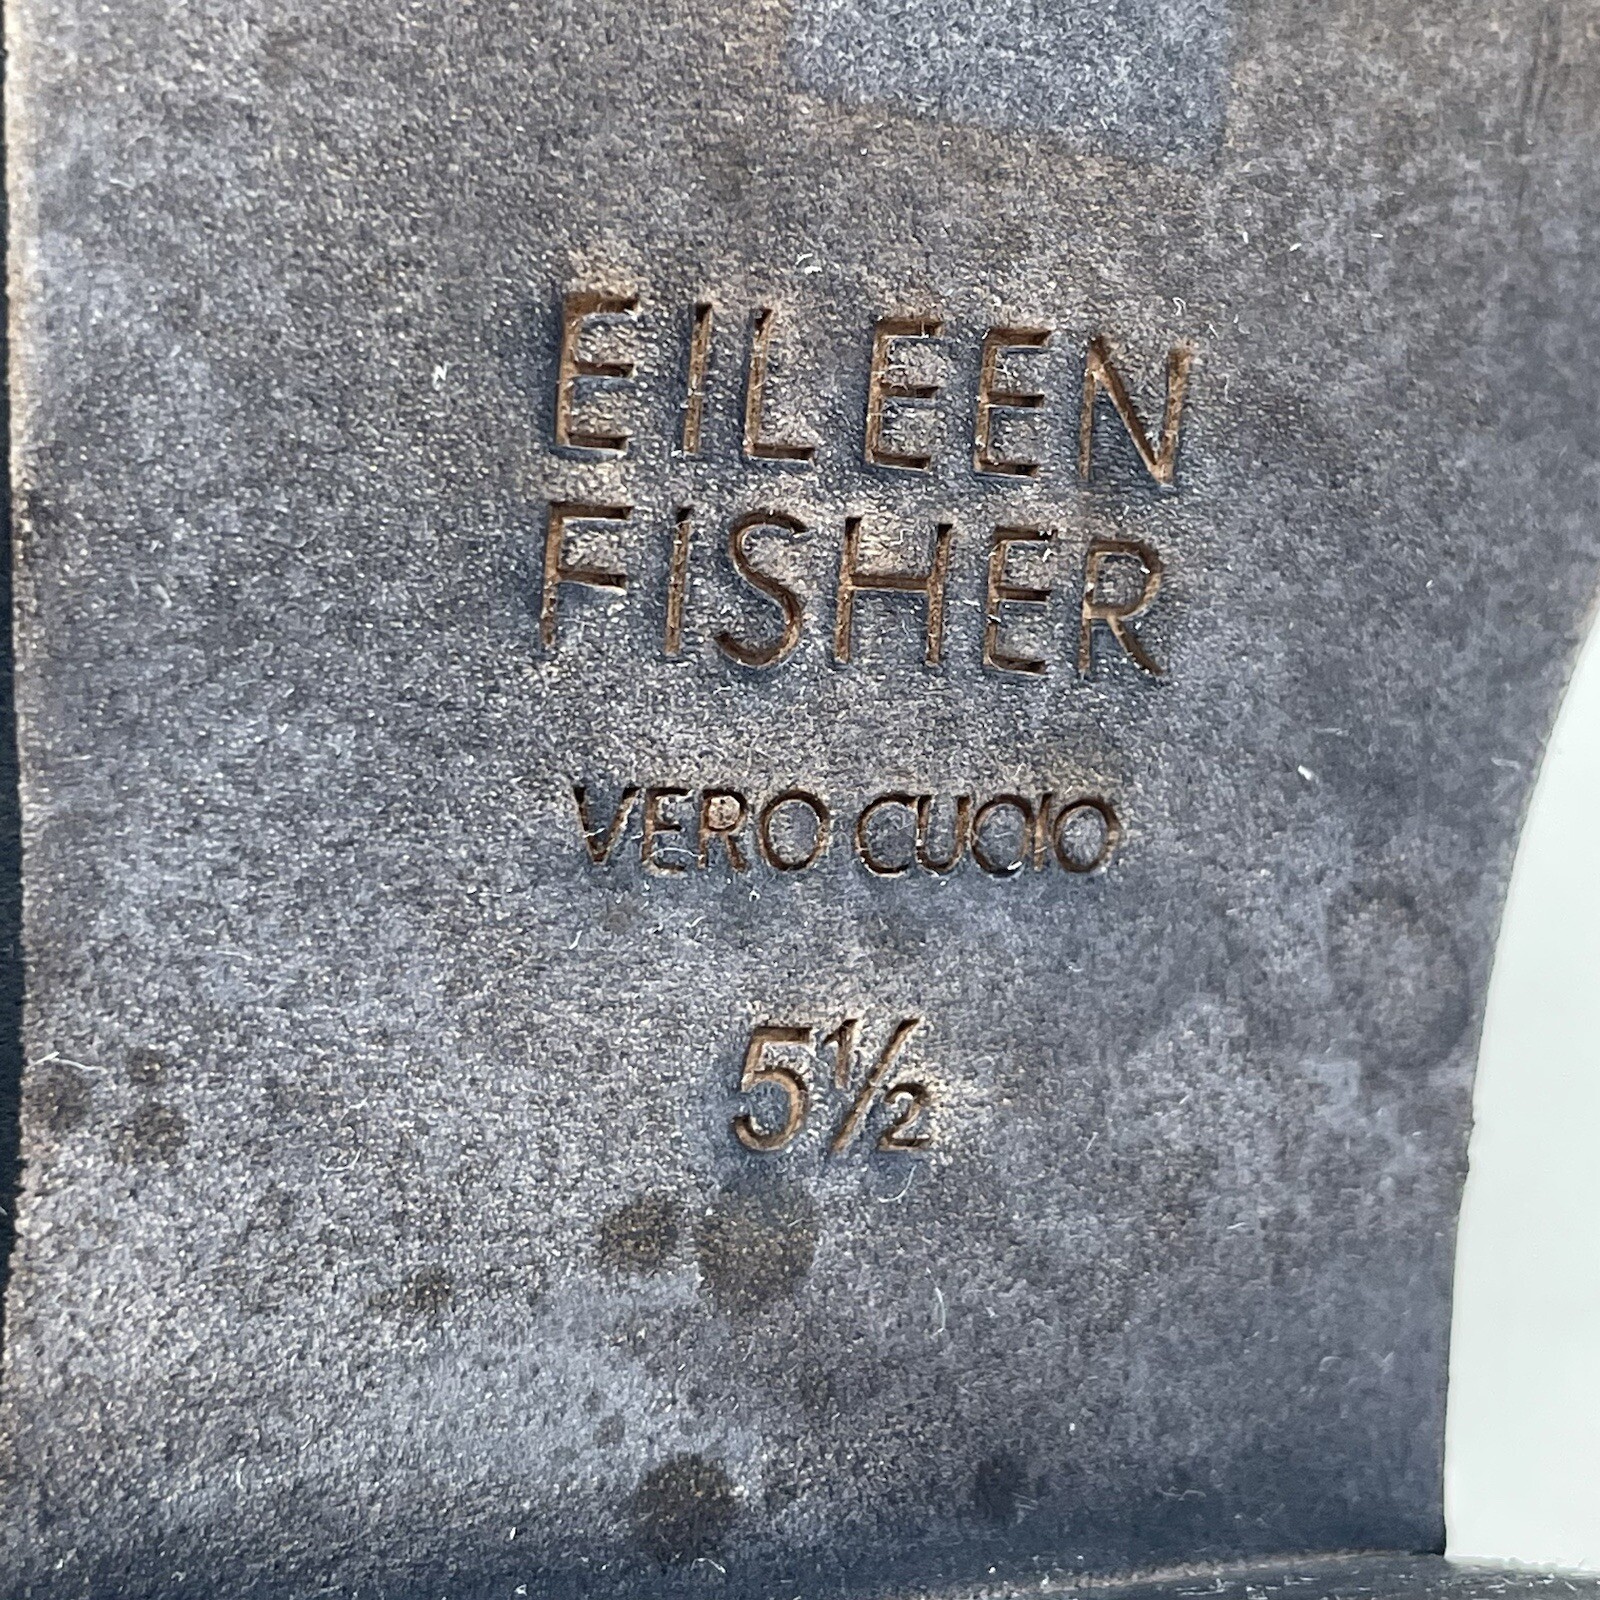 EILEEN
FISHER
VERO CUOIO
5½